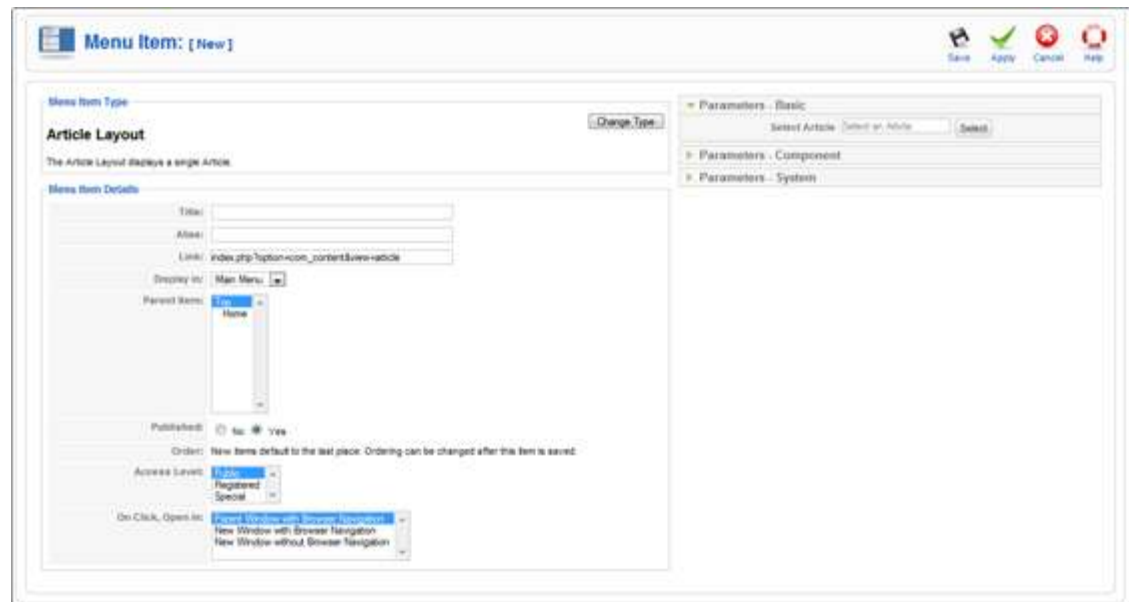 Menu Item: [ New ]
Save Apply Cancel Help
Menu Item Type
Change Type
Article Layout
The Article Layout displays a single Article.
Menu Item Details
Title:
Alias:
Link: index.php?option=com_content&view=article
Display in: Main Menu
Parent Item: Top
Home
Published: No Yes
Order: New Items default to the last place. Ordering can be changed after this Item is saved.
Access Level: Public
Registered
Special
On Click, Open in: Parent Window with Browser Navigation
New Window with Browser Navigation
New Window without Browser Navigation
Parameters - Basic
Select Article Select an Article Select
Parameters - Component
Parameters - System